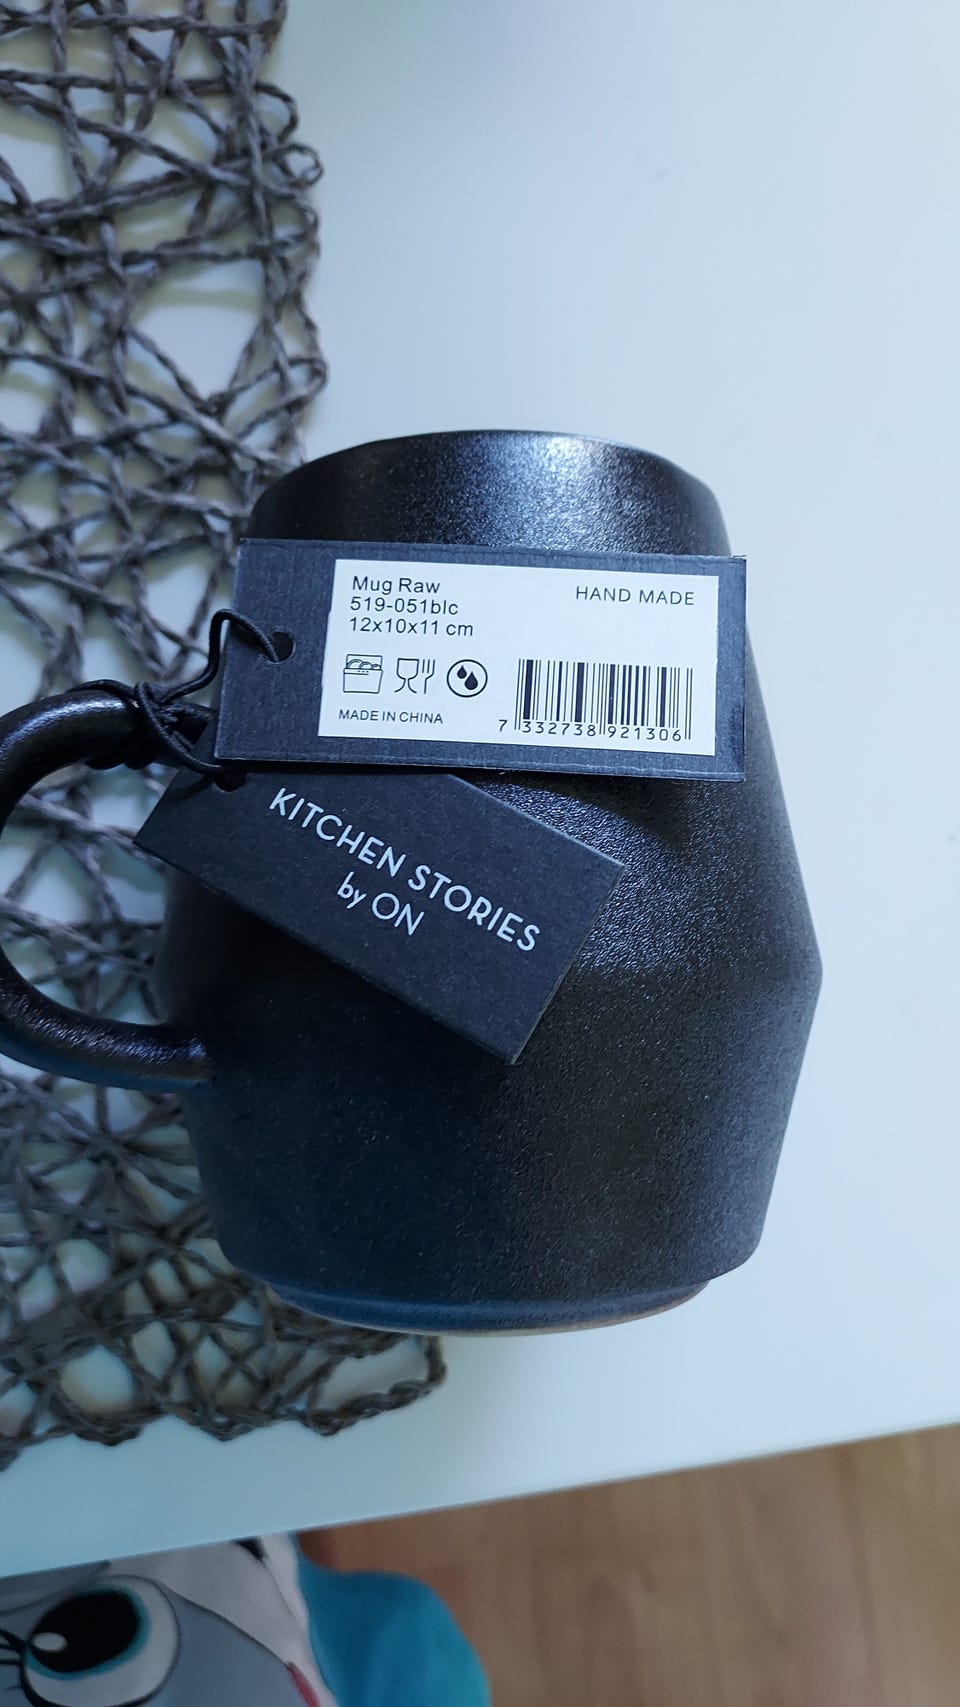 Mug Raw
519-051blc
12x10x11 cm
HAND MADE
MADE IN CHINA
7 332738 921306
KITCHEN STORIES
by ON